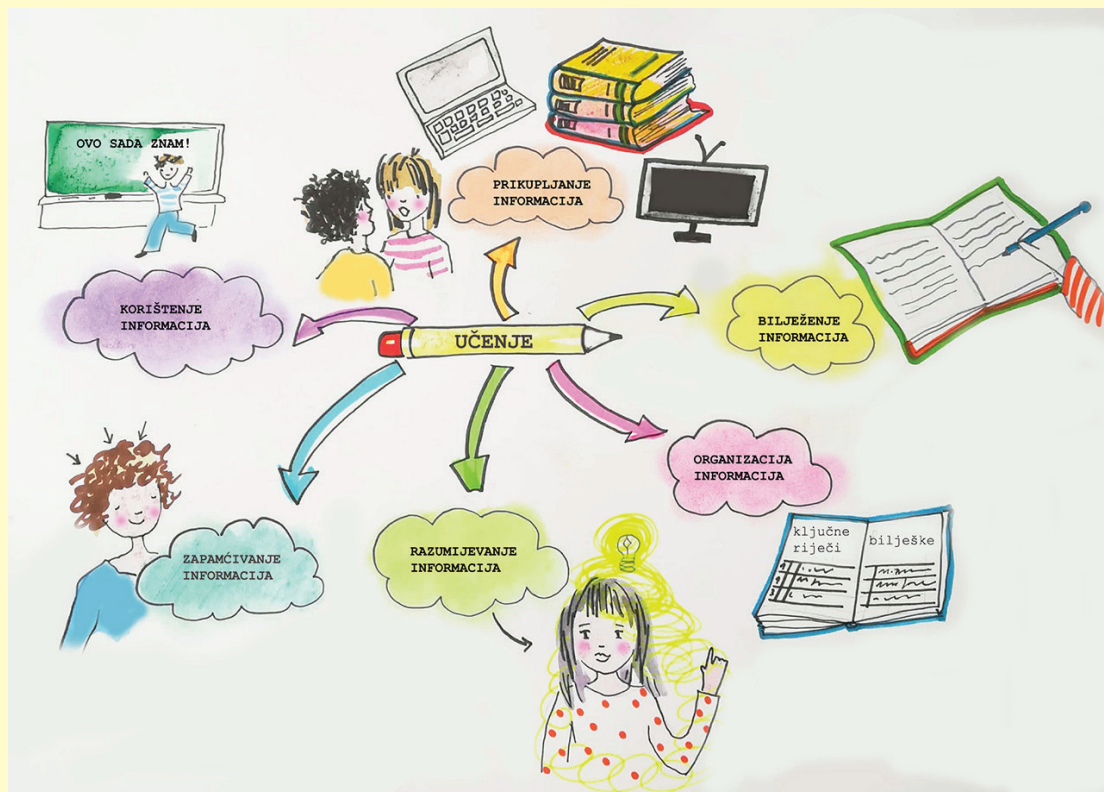 OVO SADA ZNAM!
PRIKUPLJANJE
INFORMACIJA
KORIŠTENJE
INFORMACIJA
UČENJE
BILJEŽENJE
INFORMACIJA
ORGANIZACIJA
INFORMACIJA
ZAPAMĆIVANJE
INFORMACIJA
RAZUMIJEVANJE
INFORMACIJA
ključne
riječi
bilješke